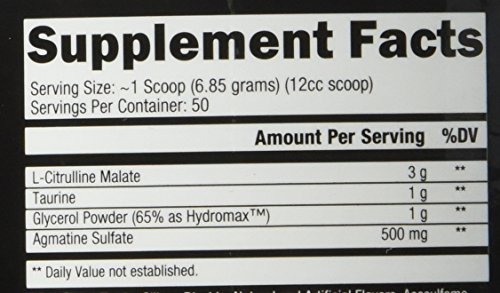 Supplement Facts
Serving Size: ~1 Scoop (6.85 grams) (12cc scoop)
Servings Per Container: 50
Amount Per Serving %DV
L-Citrulline Malate 3 g **
Taurine 1 g **
Glycerol Powder (65% as Hydromax™) 1 g **
Agmatine Sulfate 500 mg **
** Daily Value not established.